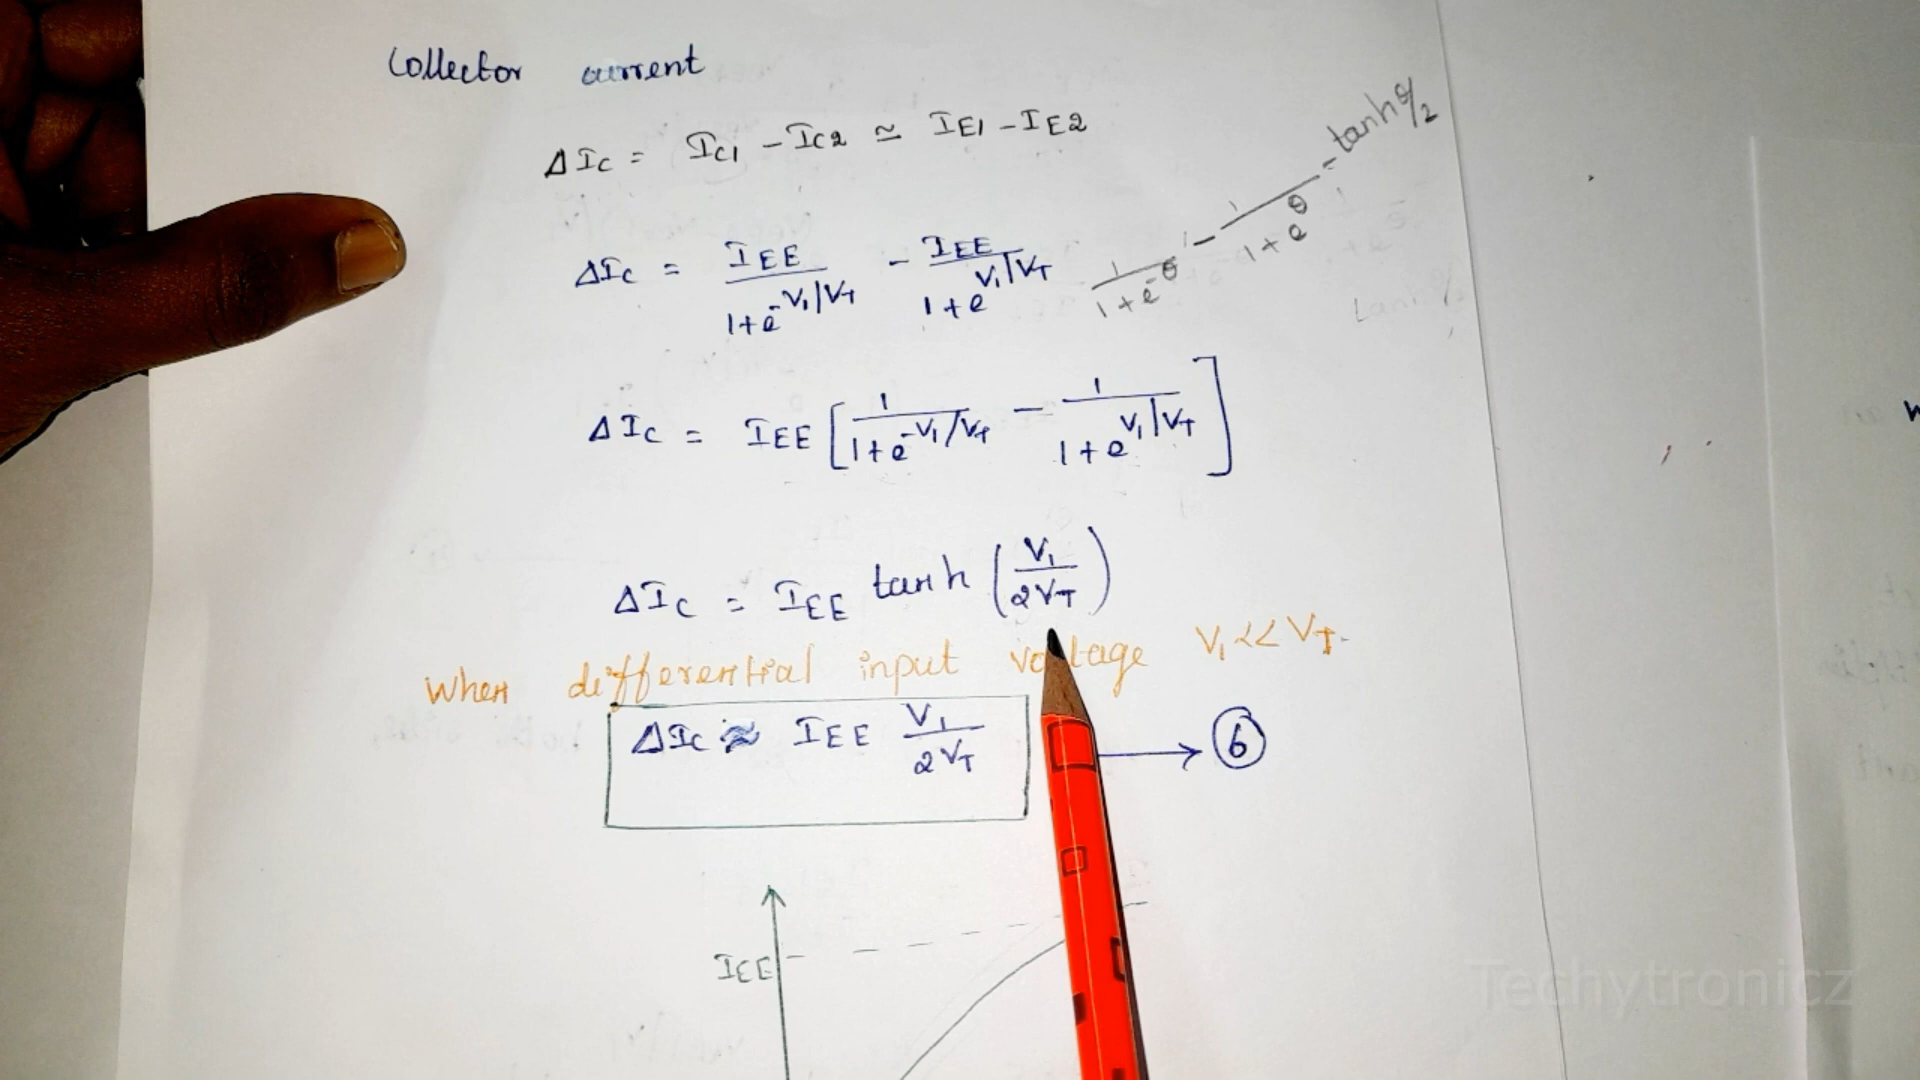 Collector current
ΔIc = Ic1 - Ic2 ≃ IE1 - IE2
1/(1+e^-θ) - 1/(1+e^θ) = tanh θ/2
ΔIc = IEE/(1+e^-V1/VT) - IEE/(1+e^V1/VT)
ΔIc = IEE [1/(1+e^-V1/VT) - 1/(1+e^V1/VT)]
ΔIc = IEE tanh (V1/2VT)
When differential input voltage V1 << VT.
ΔIc ≈ IEE V1/2VT → 6
IEE
Techytronicz